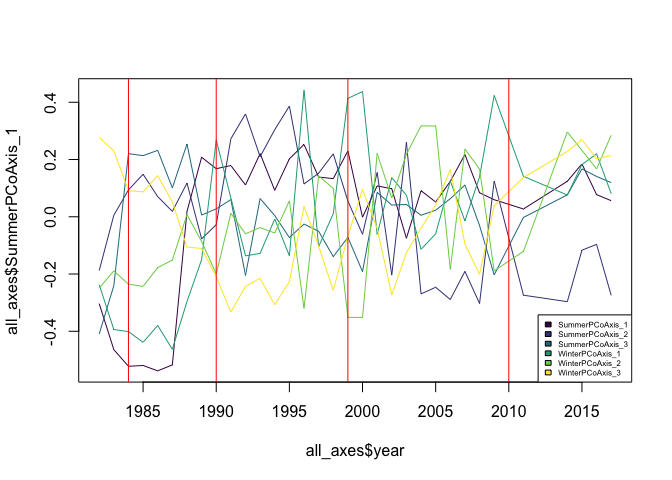 all_axes$SummerPCoAxis_1
0.4
0.2
0.0
-0.2
-0.4
SummerPCoAxis_1
SummerPCoAxis_2
SummerPCoAxis_3
WinterPCoAxis_1
WinterPCoAxis_2
WinterPCoAxis_3
1985 1990 1995 2000 2005 2010 2015
all_axes$year